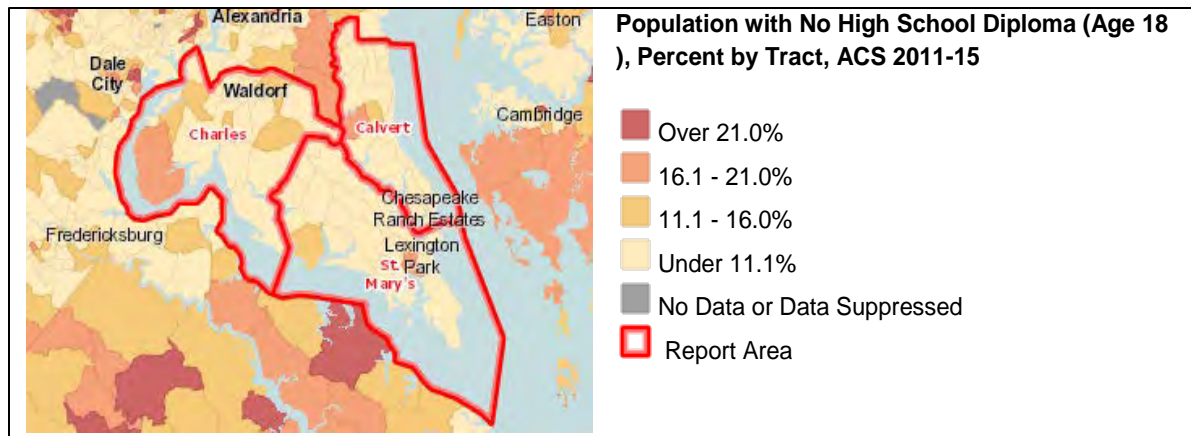 Alexandria
Easton
Dale
City
Waldorf
Cambridge
Charles
Calvert
Chesapeake
Ranch Estates
Fredericksburg
Lexington
Park
St.
Mary's
Population with No High School Diploma (Age 18
), Percent by Tract, ACS 2011-15
Over 21.0%
16.1 - 21.0%
11.1 - 16.0%
Under 11.1%
No Data or Data Suppressed
Report Area